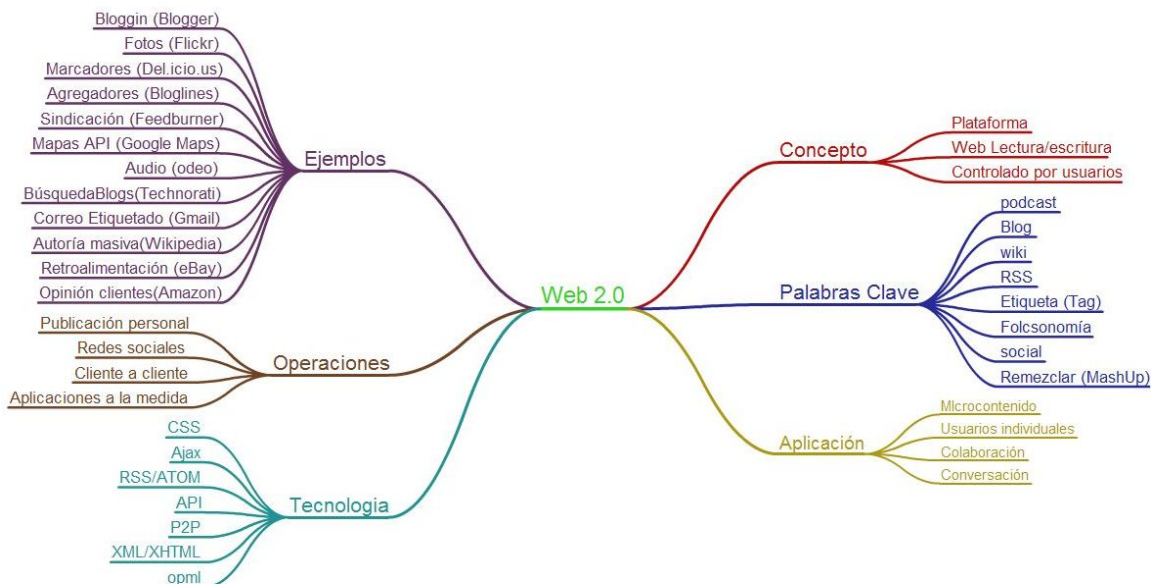 Web 2.0
Ejemplos
Bloggin (Blogger)
Fotos (Flickr)
Marcadores (Del.icio.us)
Agregadores (Bloglines)
Sindicación (Feedburner)
Mapas API (Google Maps)
Audio (odeo)
BúsquedaBlogs(Technorati)
Correo Etiquetado (Gmail)
Autoría masiva(Wikipedia)
Retroalimentación (eBay)
Opinión clientes(Amazon)
Operaciones
Publicación personal
Redes sociales
Cliente a cliente
Aplicaciones a la medida
Tecnologia
CSS
Ajax
RSS/ATOM
API
P2P
XML/XHTML
opml
Concepto
Plataforma
Web Lectura/escritura
Controlado por usuarios
Palabras Clave
podcast
Blog
wiki
RSS
Etiqueta (Tag)
Folcsonomía
social
Remezclar (MashUp)
Aplicación
MIcrocontenido
Usuarios individuales
Colaboración
Conversación